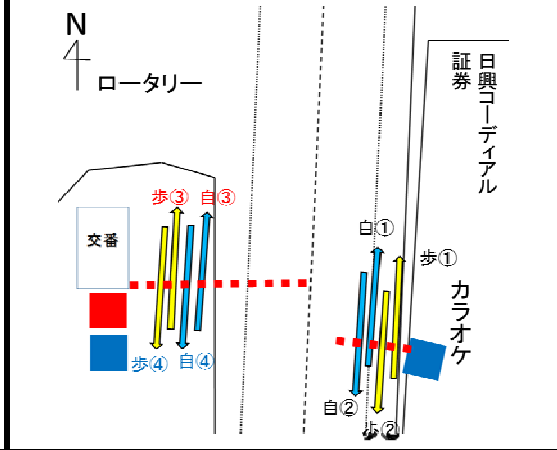 N
ロータリー
日興コーディアル
証券
歩③
自③
交番
自①
歩①
カラオケ
歩④
自④
自②
歩②